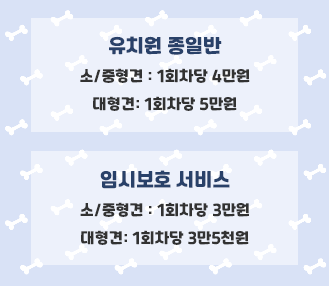 유치원 종일반
소/중형견 : 1회차당 4만원
대형견: 1회차당 5만원
임시보호 서비스
소/중형견 : 1회차당 3만원
대형견: 1회차당 3만5천원